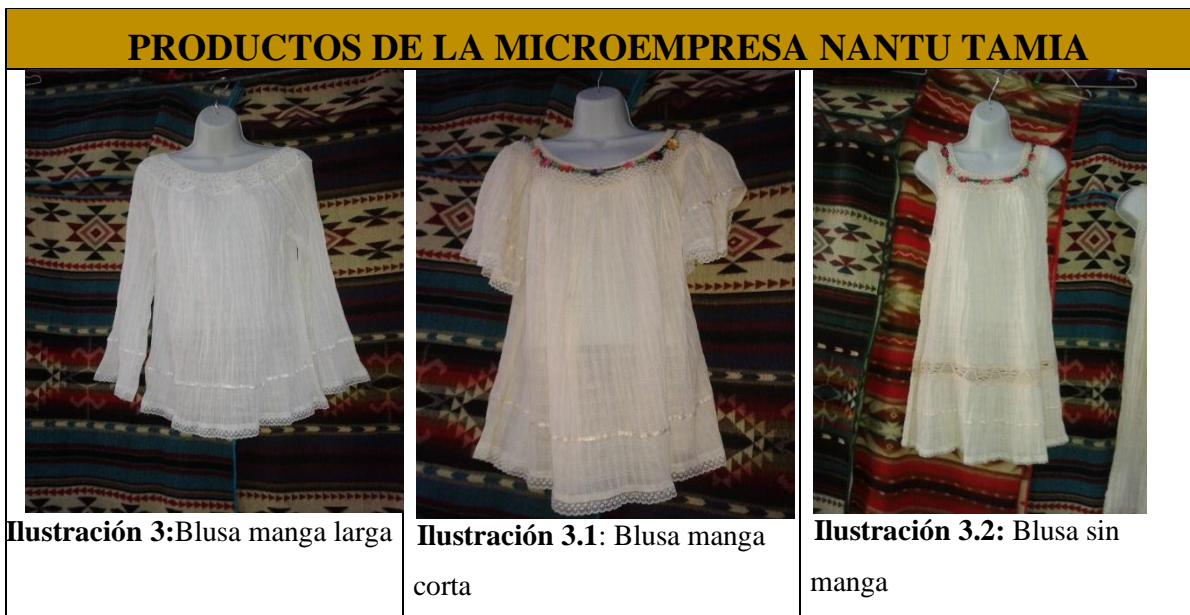 PRODUCTOS DE LA MICROEMPRESA NANTU TAMIA
Ilustración 3:Blusa manga larga
Ilustración 3.1: Blusa manga
corta
Ilustración 3.2: Blusa sin
manga